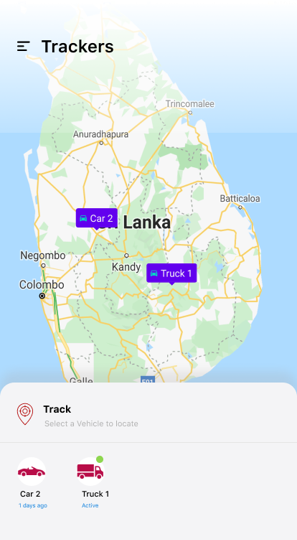 Trackers
Trincomalee
Anuradhapura
Batticaloa
Car 2
Lanka
Negombo
Kandy
Truck 1
Colombo
Galle
E01
Track
Select a Vehicle to locate
Car 2
Truck 1
1 days ago
Active